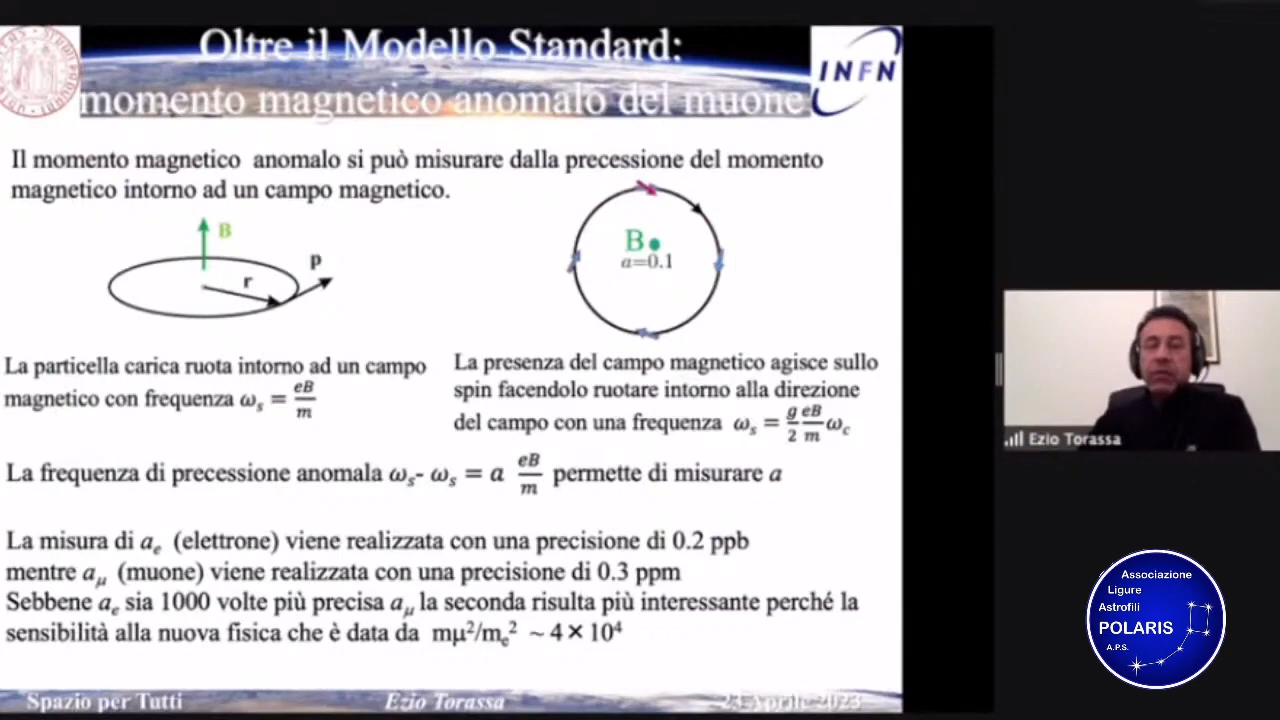 Oltre il Modello Standard:
momento magnetico anomalo del muone
INFN
Il momento magnetico anomalo si può misurare dalla precessione del momento
magnetico intorno ad un campo magnetico.
B
r
p
B
a=0.1
La particella carica ruota intorno ad un campo
magnetico con frequenza ωₛ = eB/m
La presenza del campo magnetico agisce sullo
spin facendolo ruotare intorno alla direzione
del campo con una frequenza ωₛ = g/2 eB/m ω꜀
La frequenza di precessione anomala ωₛ- ωₛ = a eB/m permette di misurare a
La misura di aₑ (elettrone) viene realizzata con una precisione di 0.2 ppb
mentre aμ (muone) viene realizzata con una precisione di 0.3 ppm
Sebbene aₑ sia 1000 volte più precisa aμ la seconda risulta più interessante perché la
sensibilità alla nuova fisica che è data da mμ²/mₑ² ~ 4 × 10⁴
Spazio per Tutti
Ezio Torassa
23 Aprile 2023
Ezio Torassa
Associazione
Ligure
Astrofili
POLARIS
A.P.S.